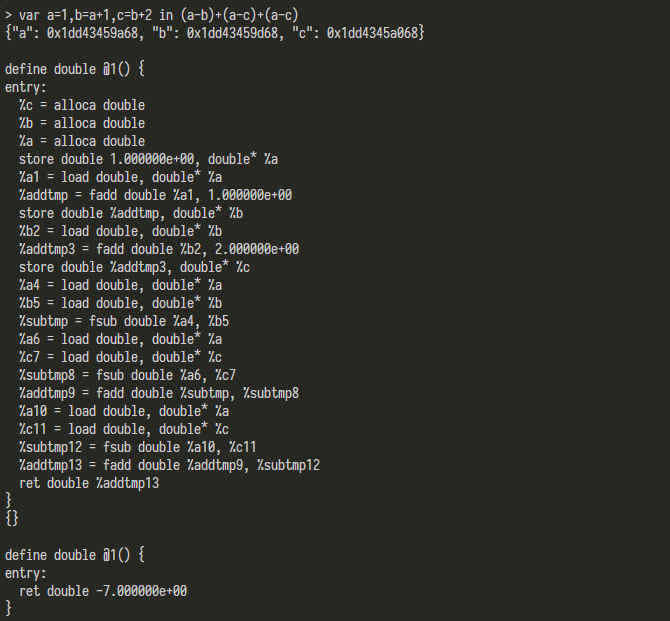 > var a=1,b=a+1,c=b+2 in (a-b)+(a-c)+(a-c)
{"a": 0x1dd43459a68, "b": 0x1dd43459d68, "c": 0x1dd4345a068}

define double @1() {
entry:
  %c = alloca double
  %b = alloca double
  %a = alloca double
  store double 1.000000e+00, double* %a
  %a1 = load double, double* %a
  %addtmp = fadd double %a1, 1.000000e+00
  store double %addtmp, double* %b
  %b2 = load double, double* %b
  %addtmp3 = fadd double %b2, 2.000000e+00
  store double %addtmp3, double* %c
  %a4 = load double, double* %a
  %b5 = load double, double* %b
  %subtmp = fsub double %a4, %b5
  %a6 = load double, double* %a
  %c7 = load double, double* %c
  %subtmp8 = fsub double %a6, %c7
  %addtmp9 = fadd double %subtmp, %subtmp8
  %a10 = load double, double* %a
  %c11 = load double, double* %c
  %subtmp12 = fsub double %a10, %c11
  %addtmp13 = fadd double %addtmp9, %subtmp12
  ret double %addtmp13
}
{}

define double @1() {
entry:
  ret double -7.000000e+00
}